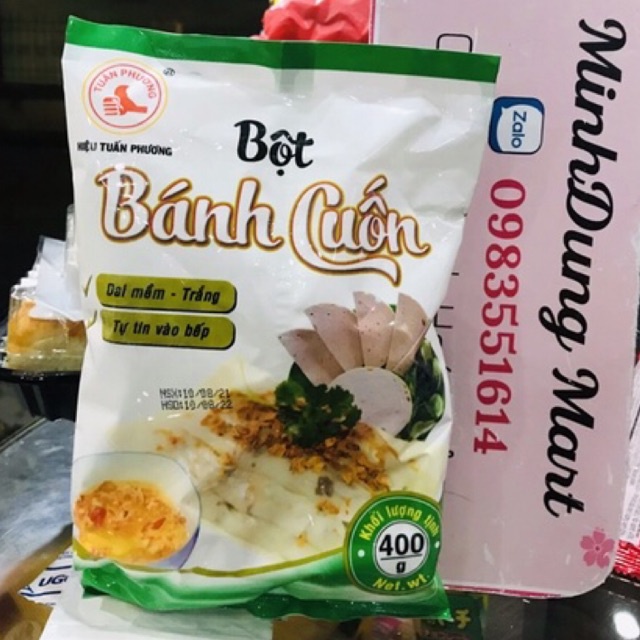 TUẤN PHƯƠNG
®
HIỆU TUẤN PHƯƠNG
Bột
Bánh Cuốn
Dai mềm - Trắng
Tự tin vào bếp
NSX:10/08/21
HSD:10/08/22
Khối lượng tịnh
400
g
Net. wt.
MinhDung Mart
Zalo
0983551614